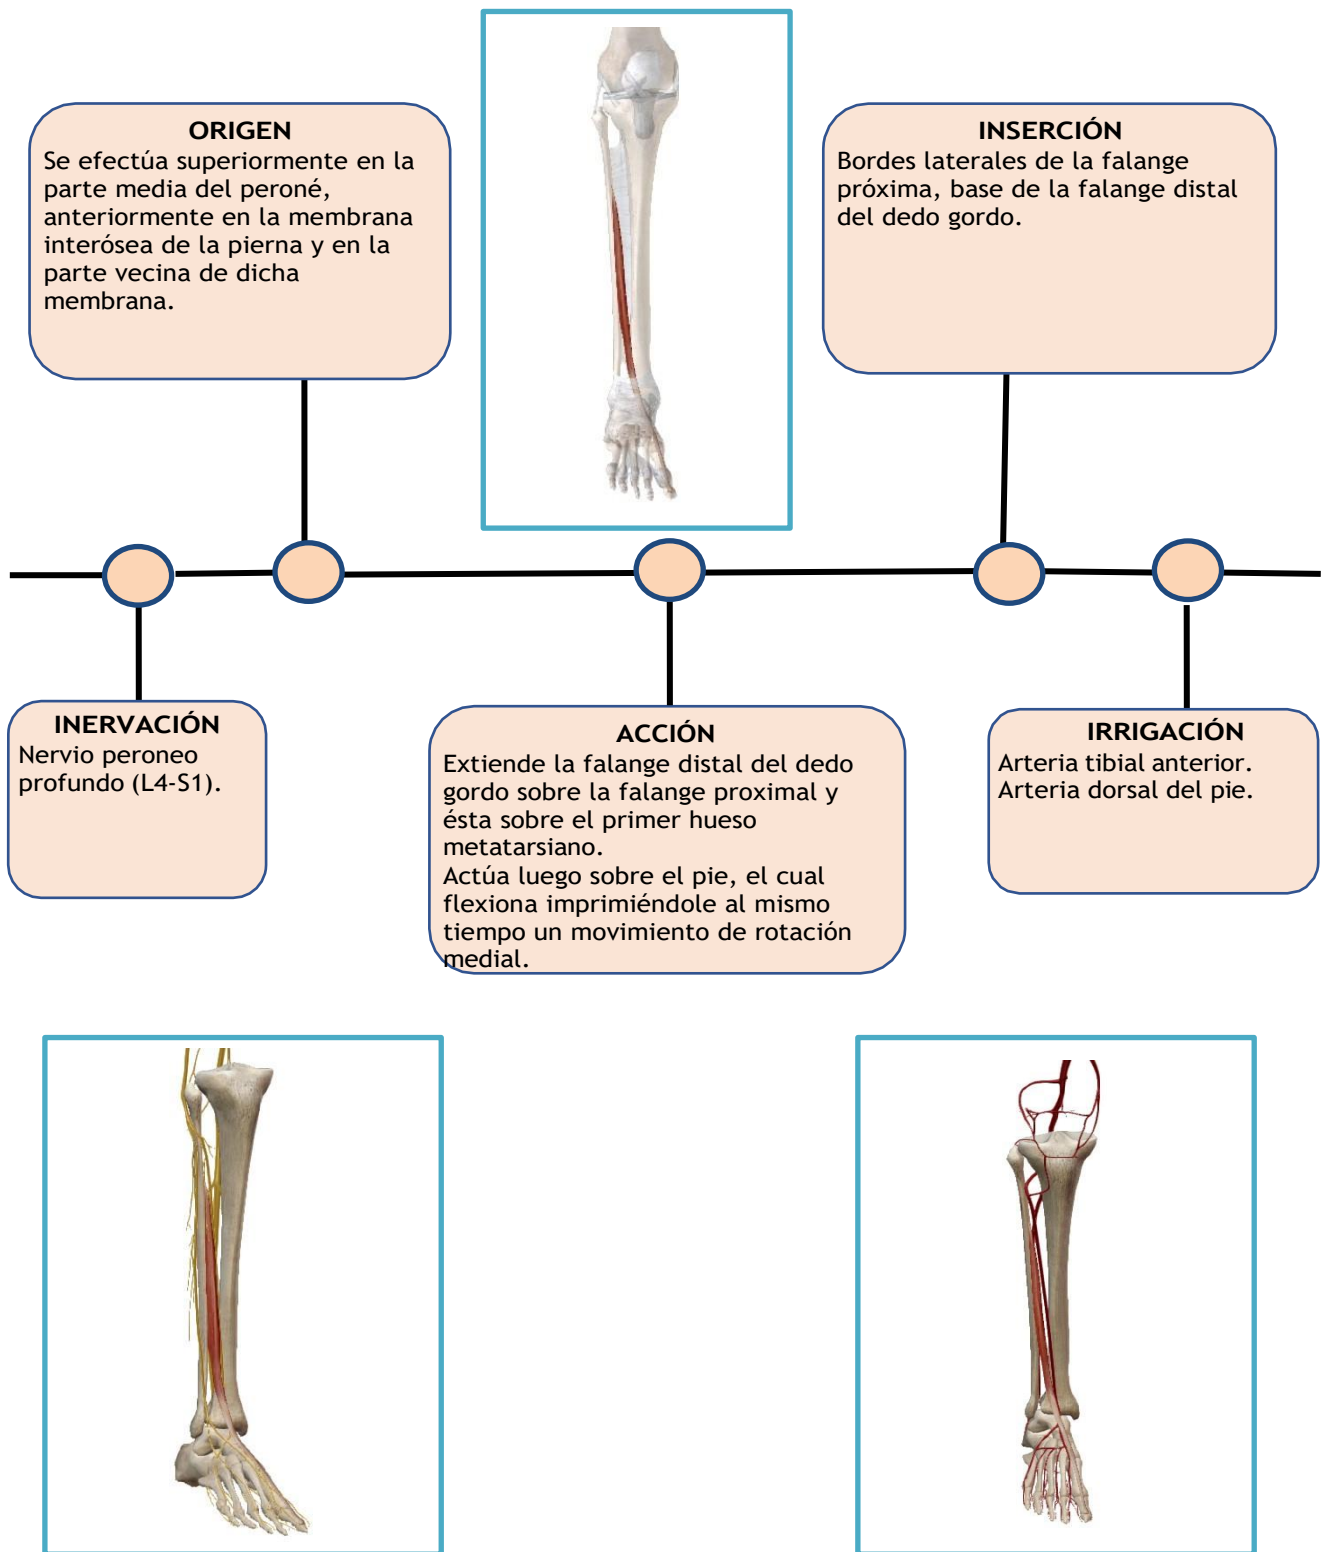 ORIGEN
Se efectúa superiormente en la
parte media del peroné,
anteriormente en la membrana
interósea de la pierna y en la
parte vecina de dicha
membrana.
INSERCIÓN
Bordes laterales de la falange
próxima, base de la falange distal
del dedo gordo.
INERVACIÓN
Nervio peroneo
profundo (L4-S1).
ACCIÓN
Extiende la falange distal del dedo
gordo sobre la falange proximal y
ésta sobre el primer hueso
metatarsiano.
Actúa luego sobre el pie, el cual
flexiona imprimiéndole al mismo
tiempo un movimiento de rotación
medial.
IRRIGACIÓN
Arteria tibial anterior.
Arteria dorsal del pie.